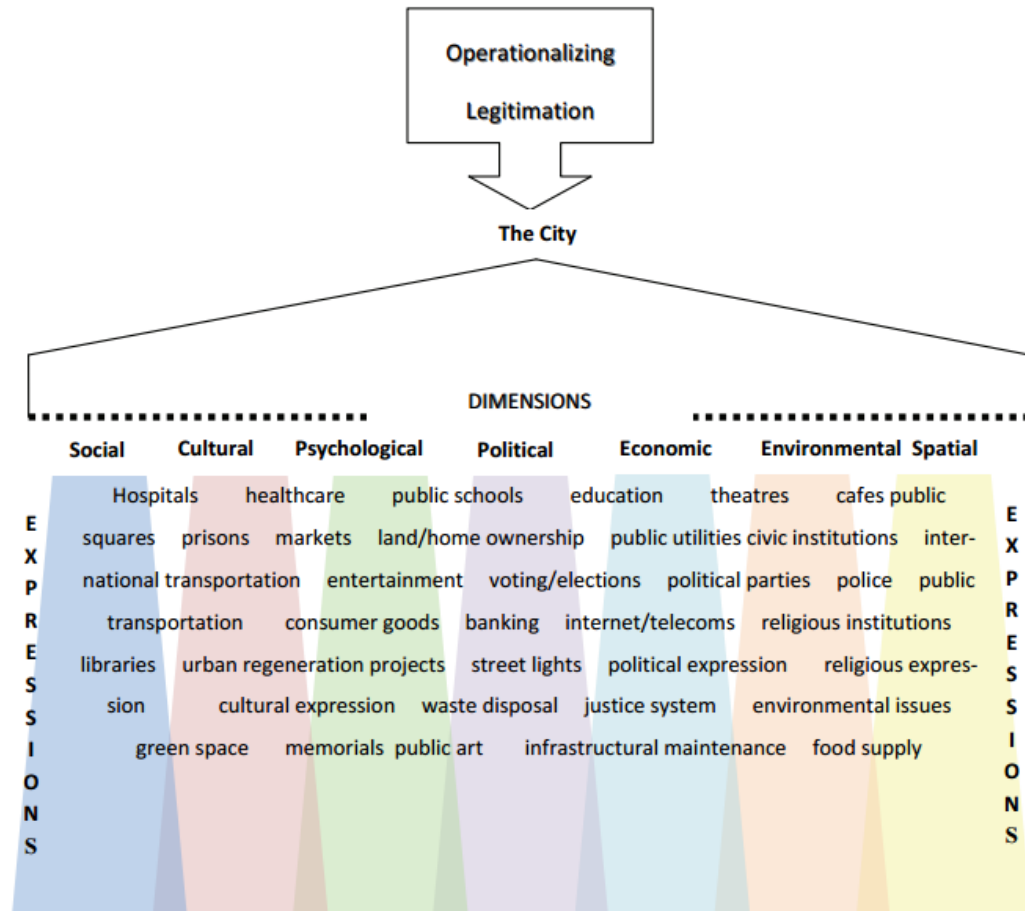 Operationalizing
Legitimation
The City
DIMENSIONS
Social Cultural Psychological Political Economic Environmental Spatial
Hospitals healthcare public schools education theatres cafes public
squares prisons markets land/home ownership public utilities civic institutions inter-
national transportation entertainment voting/elections political parties police public
transportation consumer goods banking internet/telecoms religious institutions
libraries urban regeneration projects street lights political expression religious expres-
sion cultural expression waste disposal justice system environmental issues
green space memorials public art infrastructural maintenance food supply
EXPRESSIONS
EXPRESSIONS